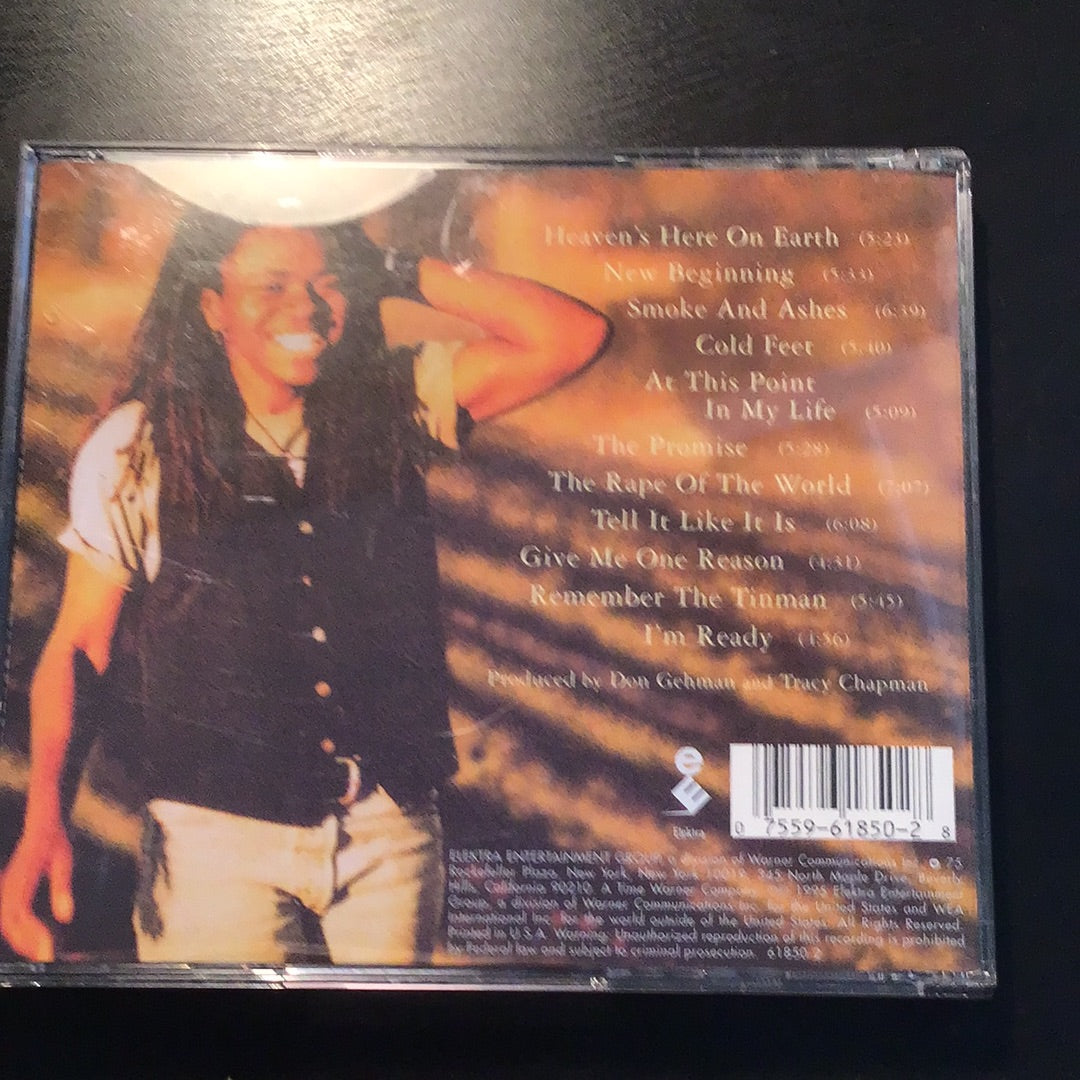 Heaven's Here On Earth (5:23)
New Beginning (5:33)
Smoke And Ashes (6:39)
Cold Feet (5:40)
At This Point
In My Life (5:09)
The Promise (5:28)
The Rape Of The World (7:07)
Tell It Like It Is (6:08)
Give Me One Reason (4:31)
Remember The Tinman (5:45)
I'm Ready (4:56)
Produced by Don Gehman and Tracy Chapman
e
E
Elektra
0 7559-61850-2 8
ELEKTRA ENTERTAINMENT GROUP, a division of Warner Communications Inc. 75
Rockefeller Plaza, New York, New York 10019. 345 North Maple Drive, Beverly
Hills, California 90210. A Time Warner Company. 1995 Elektra Entertainment
Group, a division of Warner Communications Inc. for the United States and WEA
International Inc. for the world outside of the United States. All Rights Reserved.
Printed in U.S.A. Warning: Unauthorized reproduction of this recording is prohibited
by Federal law and subject to criminal prosecution. 61850-2